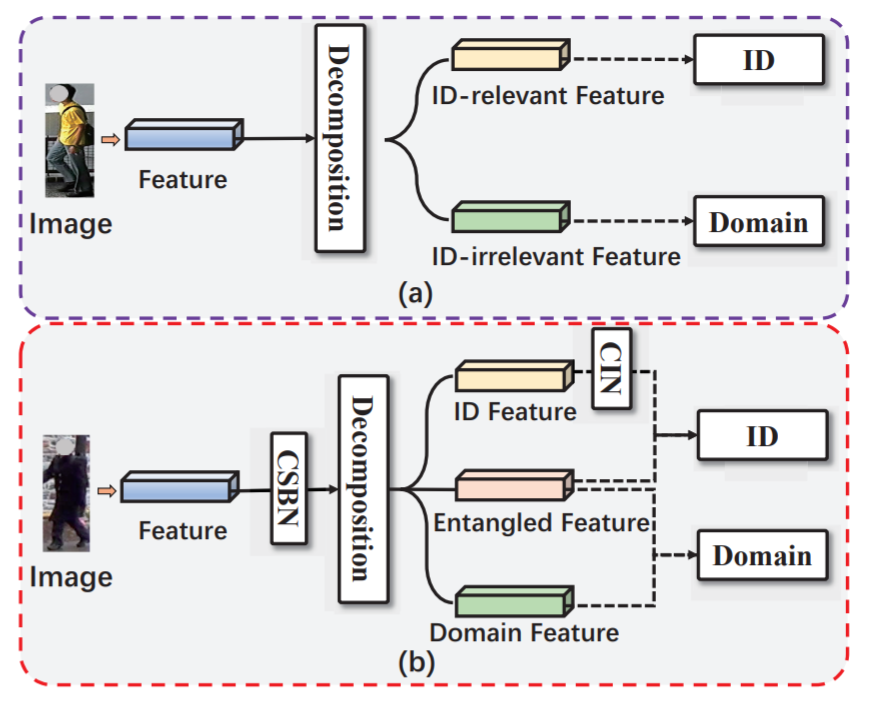 Decomposition
ID-relevant Feature
ID
Feature
Image
ID-irrelevant Feature
Domain
(a)
CSBN
Decomposition
CIN
ID Feature
ID
Feature
Entangled Feature
Image
Domain
Domain Feature
(b)